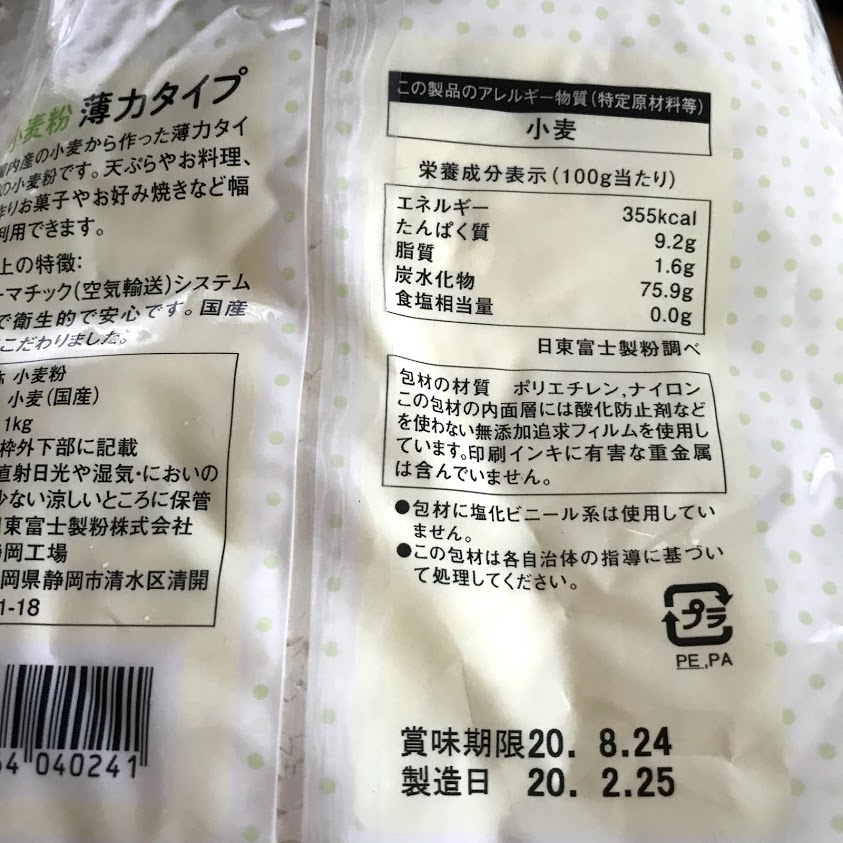 小麦粉 薄力タイプ
国内産の小麦から作った薄力タイ
の小麦粉です。天ぷらやお料理、
作りお菓子やお好み焼きなど幅
利用できます。
上の特徴：
ーマチック(空気輸送)システム
で衛生的で安心です。国産
こだわりました。
小麦粉
小麦(国産)
1kg
枠外下部に記載
直射日光や湿気・においの
少ない涼しいところに保管
日東富士製粉株式会社
静岡工場
静岡県静岡市清水区清開
1-18
040241
この製品のアレルギー物質(特定原材料等)
小麦
栄養成分表示(100g当たり)
エネルギー 355kcal
たんぱく質 9.2g
脂質 1.6g
炭水化物 75.9g
食塩相当量 0.0g
日東富士製粉調べ
包材の材質 ポリエチレン,ナイロン
この包材の内面層には酸化防止剤など
を使わない無添加追求フィルムを使用し
ています。印刷インキに有害な重金属
は含んでいません。
●包材に塩化ビニール系は使用してい
ません。
●この包材は各自治体の指導に基づい
て処理してください。
プラ
PE,PA
賞味期限20. 8.24
製造日 20. 2.25